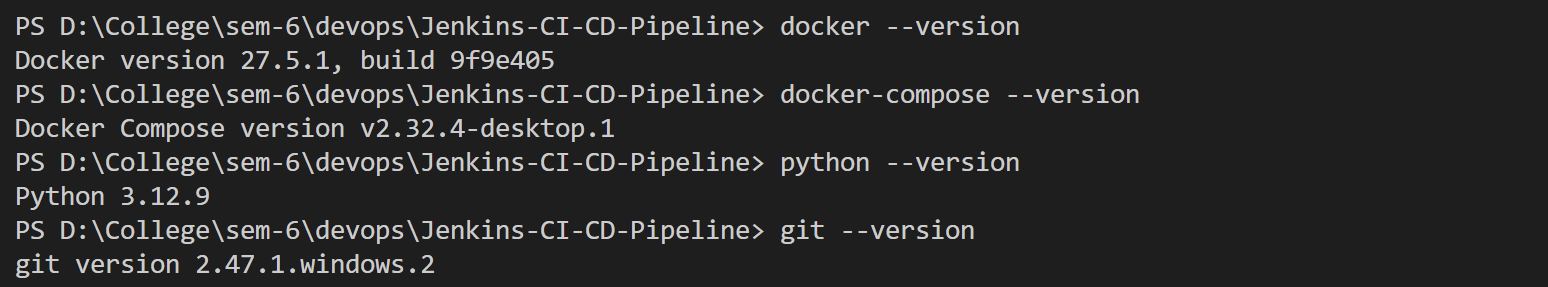 PS D:\College\sem-6\devops\Jenkins-CI-CD-Pipeline> docker --version
Docker version 27.5.1, build 9f9e405
PS D:\College\sem-6\devops\Jenkins-CI-CD-Pipeline> docker-compose --version
Docker Compose version v2.32.4-desktop.1
PS D:\College\sem-6\devops\Jenkins-CI-CD-Pipeline> python --version
Python 3.12.9
PS D:\College\sem-6\devops\Jenkins-CI-CD-Pipeline> git --version
git version 2.47.1.windows.2